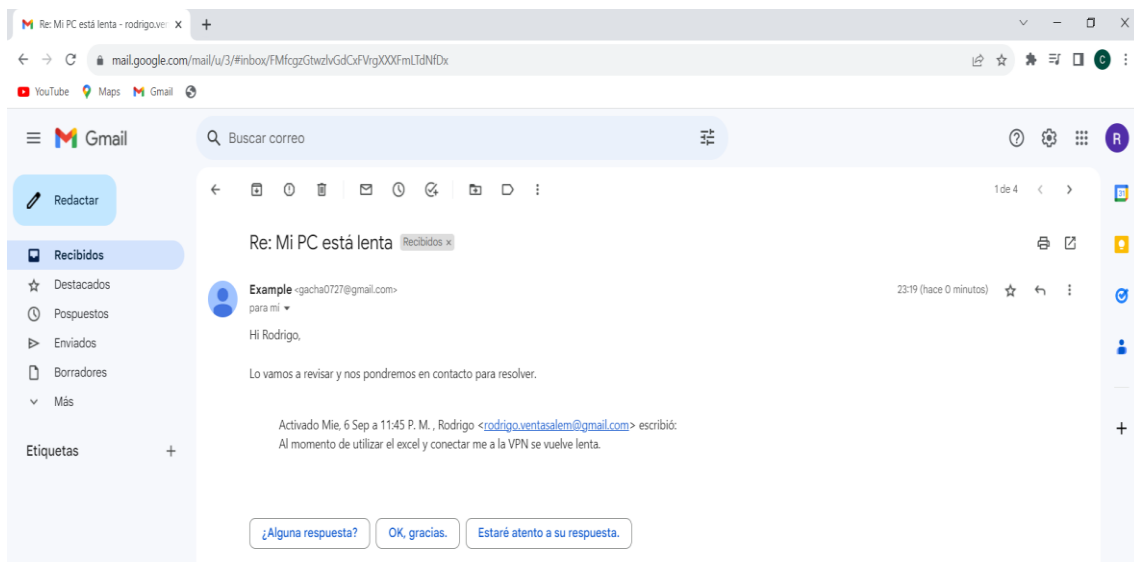 Re: Mi PC está lenta - rodrigo.ver
mail.google.com/mail/u/3/#inbox/FMfcgzGtwzlvGdCxFVrgXXXFmLTdNfDx
C
YouTube Maps Gmail
Gmail
Buscar correo
R
Redactar
1 de 4
31
Re: Mi PC está lenta Recibidos x
Recibidos
Destacados
Example <gacha0727@gmail.com>
23:19 (hace 0 minutos)
para mí
Pospuestos
Hi Rodrigo,
Enviados
Borradores
Lo vamos a revisar y nos pondremos en contacto para resolver.
Más
Activado Mie, 6 Sep a 11:45 P. M. , Rodrigo <rodrigo.ventasalem@gmail.com> escribió:
Al momento de utilizar el excel y conectar me a la VPN se vuelve lenta.
Etiquetas +
¿Alguna respuesta? OK, gracias. Estaré atento a su respuesta.